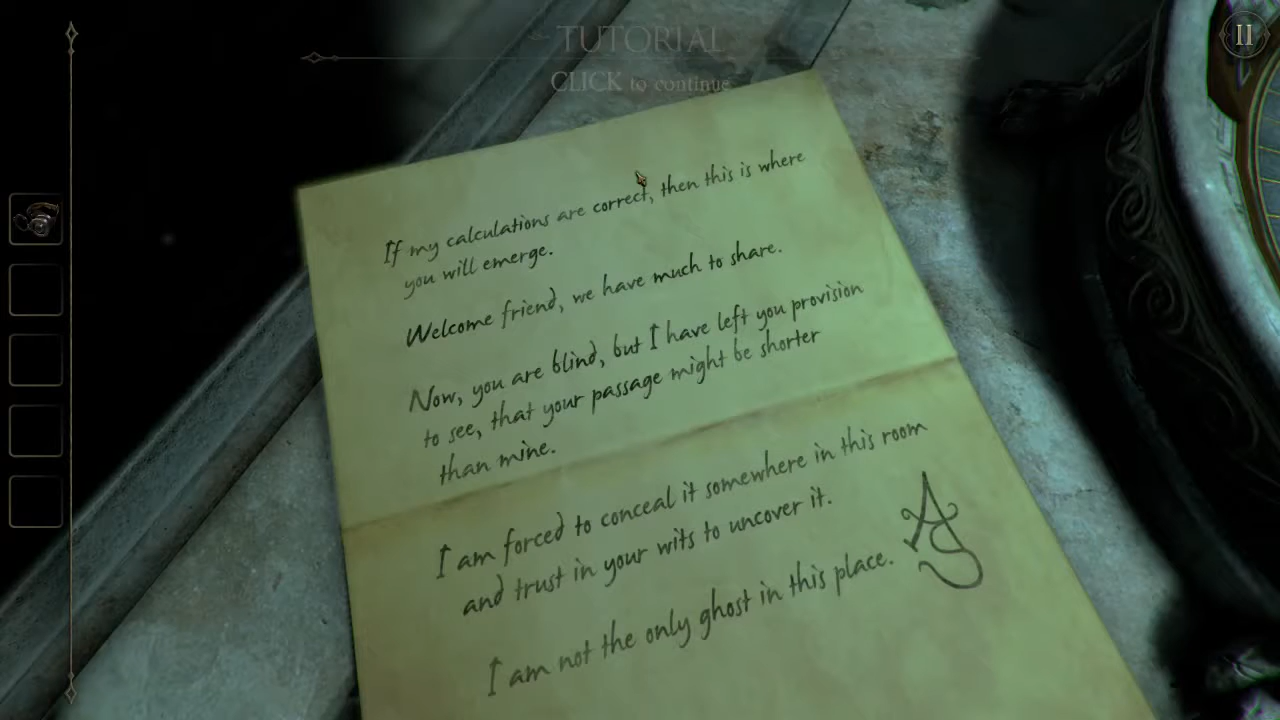 TUTORIAL
CLICK to continue
II
If my calculations are correct, then this is where
you will emerge.
Welcome friend, we have much to share.
Now, you are blind, but I have left you provision
to see, that your passage might be shorter
than mine.
I am forced to conceal it somewhere in this room
and trust in your wits to uncover it.
I am not the only ghost in this place.
AS